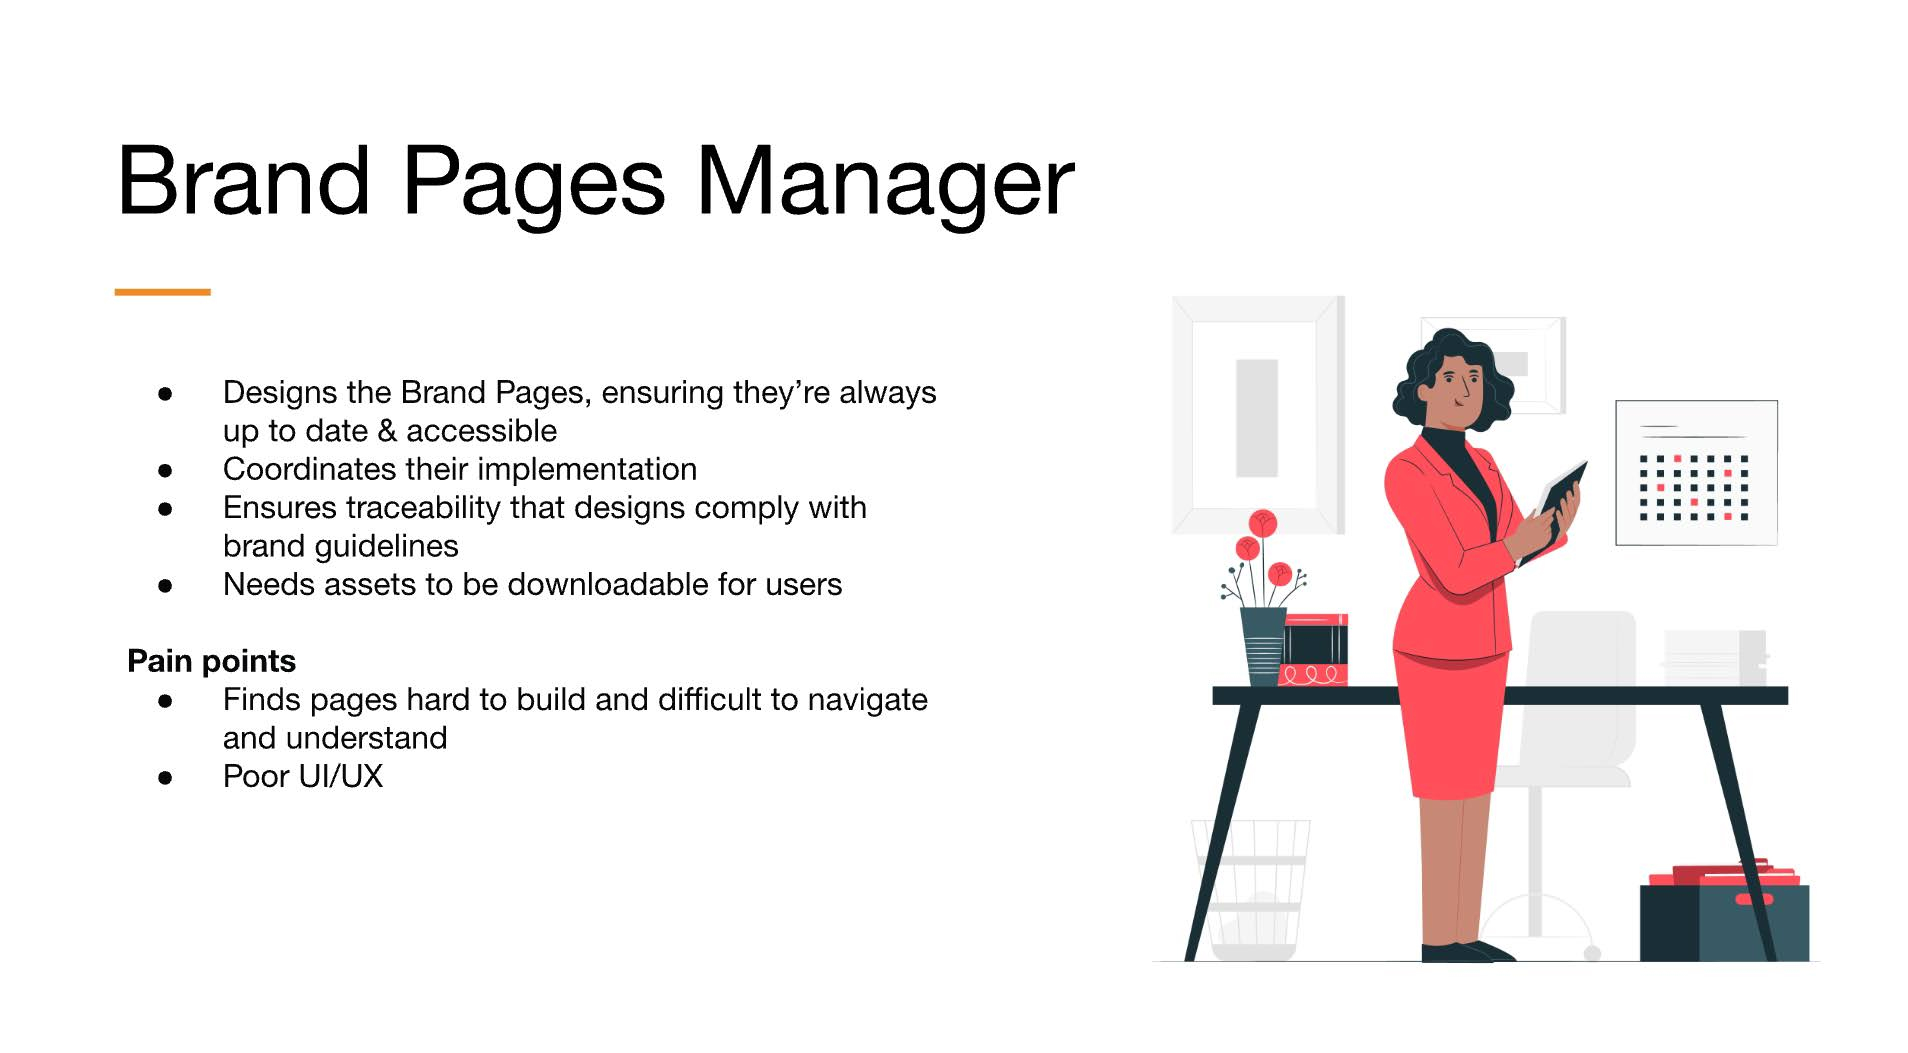 Brand Pages Manager
● Designs the Brand Pages, ensuring they’re always
up to date & accessible
● Coordinates their implementation
● Ensures traceability that designs comply with
brand guidelines
● Needs assets to be downloadable for users
Pain points
● Finds pages hard to build and difficult to navigate
and understand
● Poor UI/UX